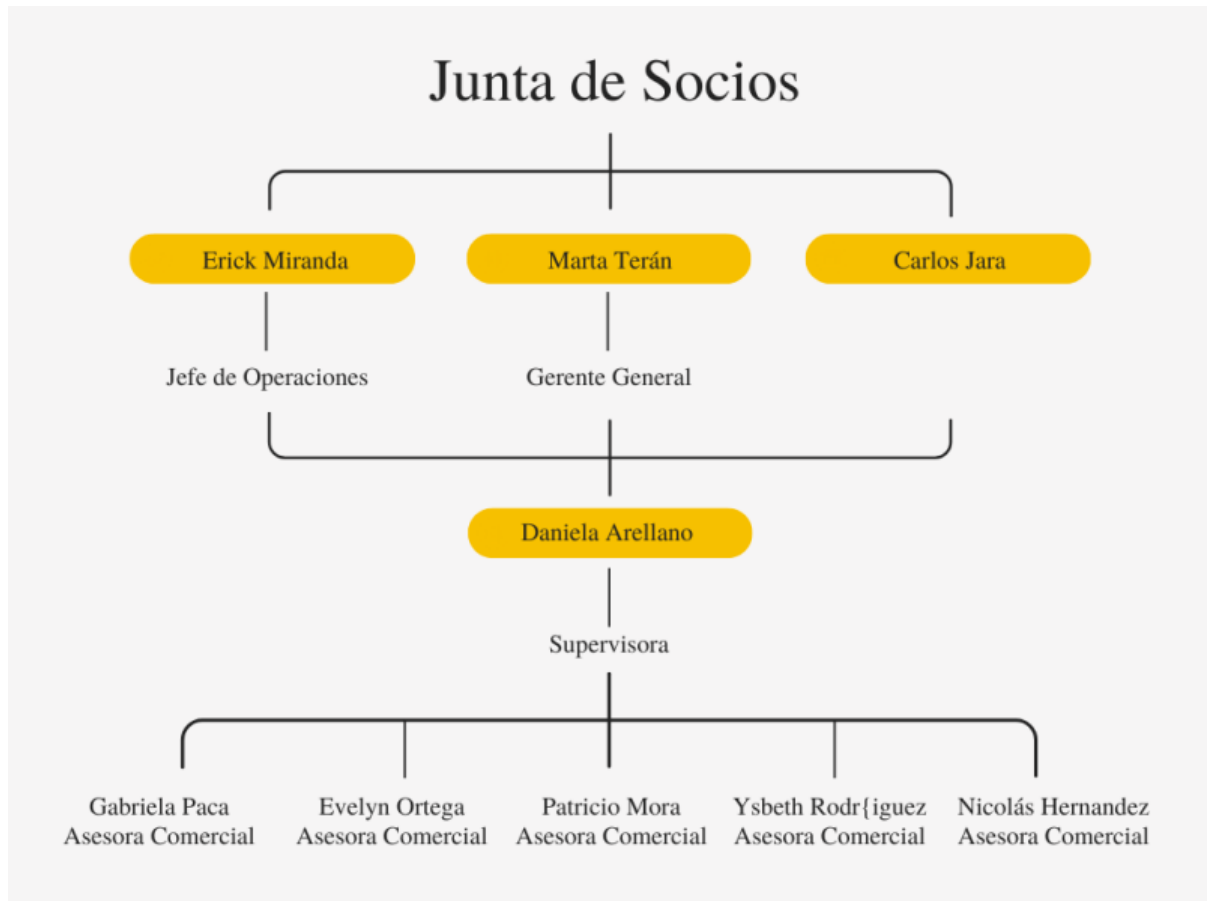 Junta de Socios
Erick Miranda
Marta Terán
Carlos Jara
Jefe de Operaciones
Gerente General
Daniela Arellano
Supervisora
Gabriela Paca
Asesora Comercial
Evelyn Ortega
Asesora Comercial
Patricio Mora
Asesora Comercial
Ysbeth Rodr{iguez
Asesora Comercial
Nicolás Hernandez
Asesora Comercial